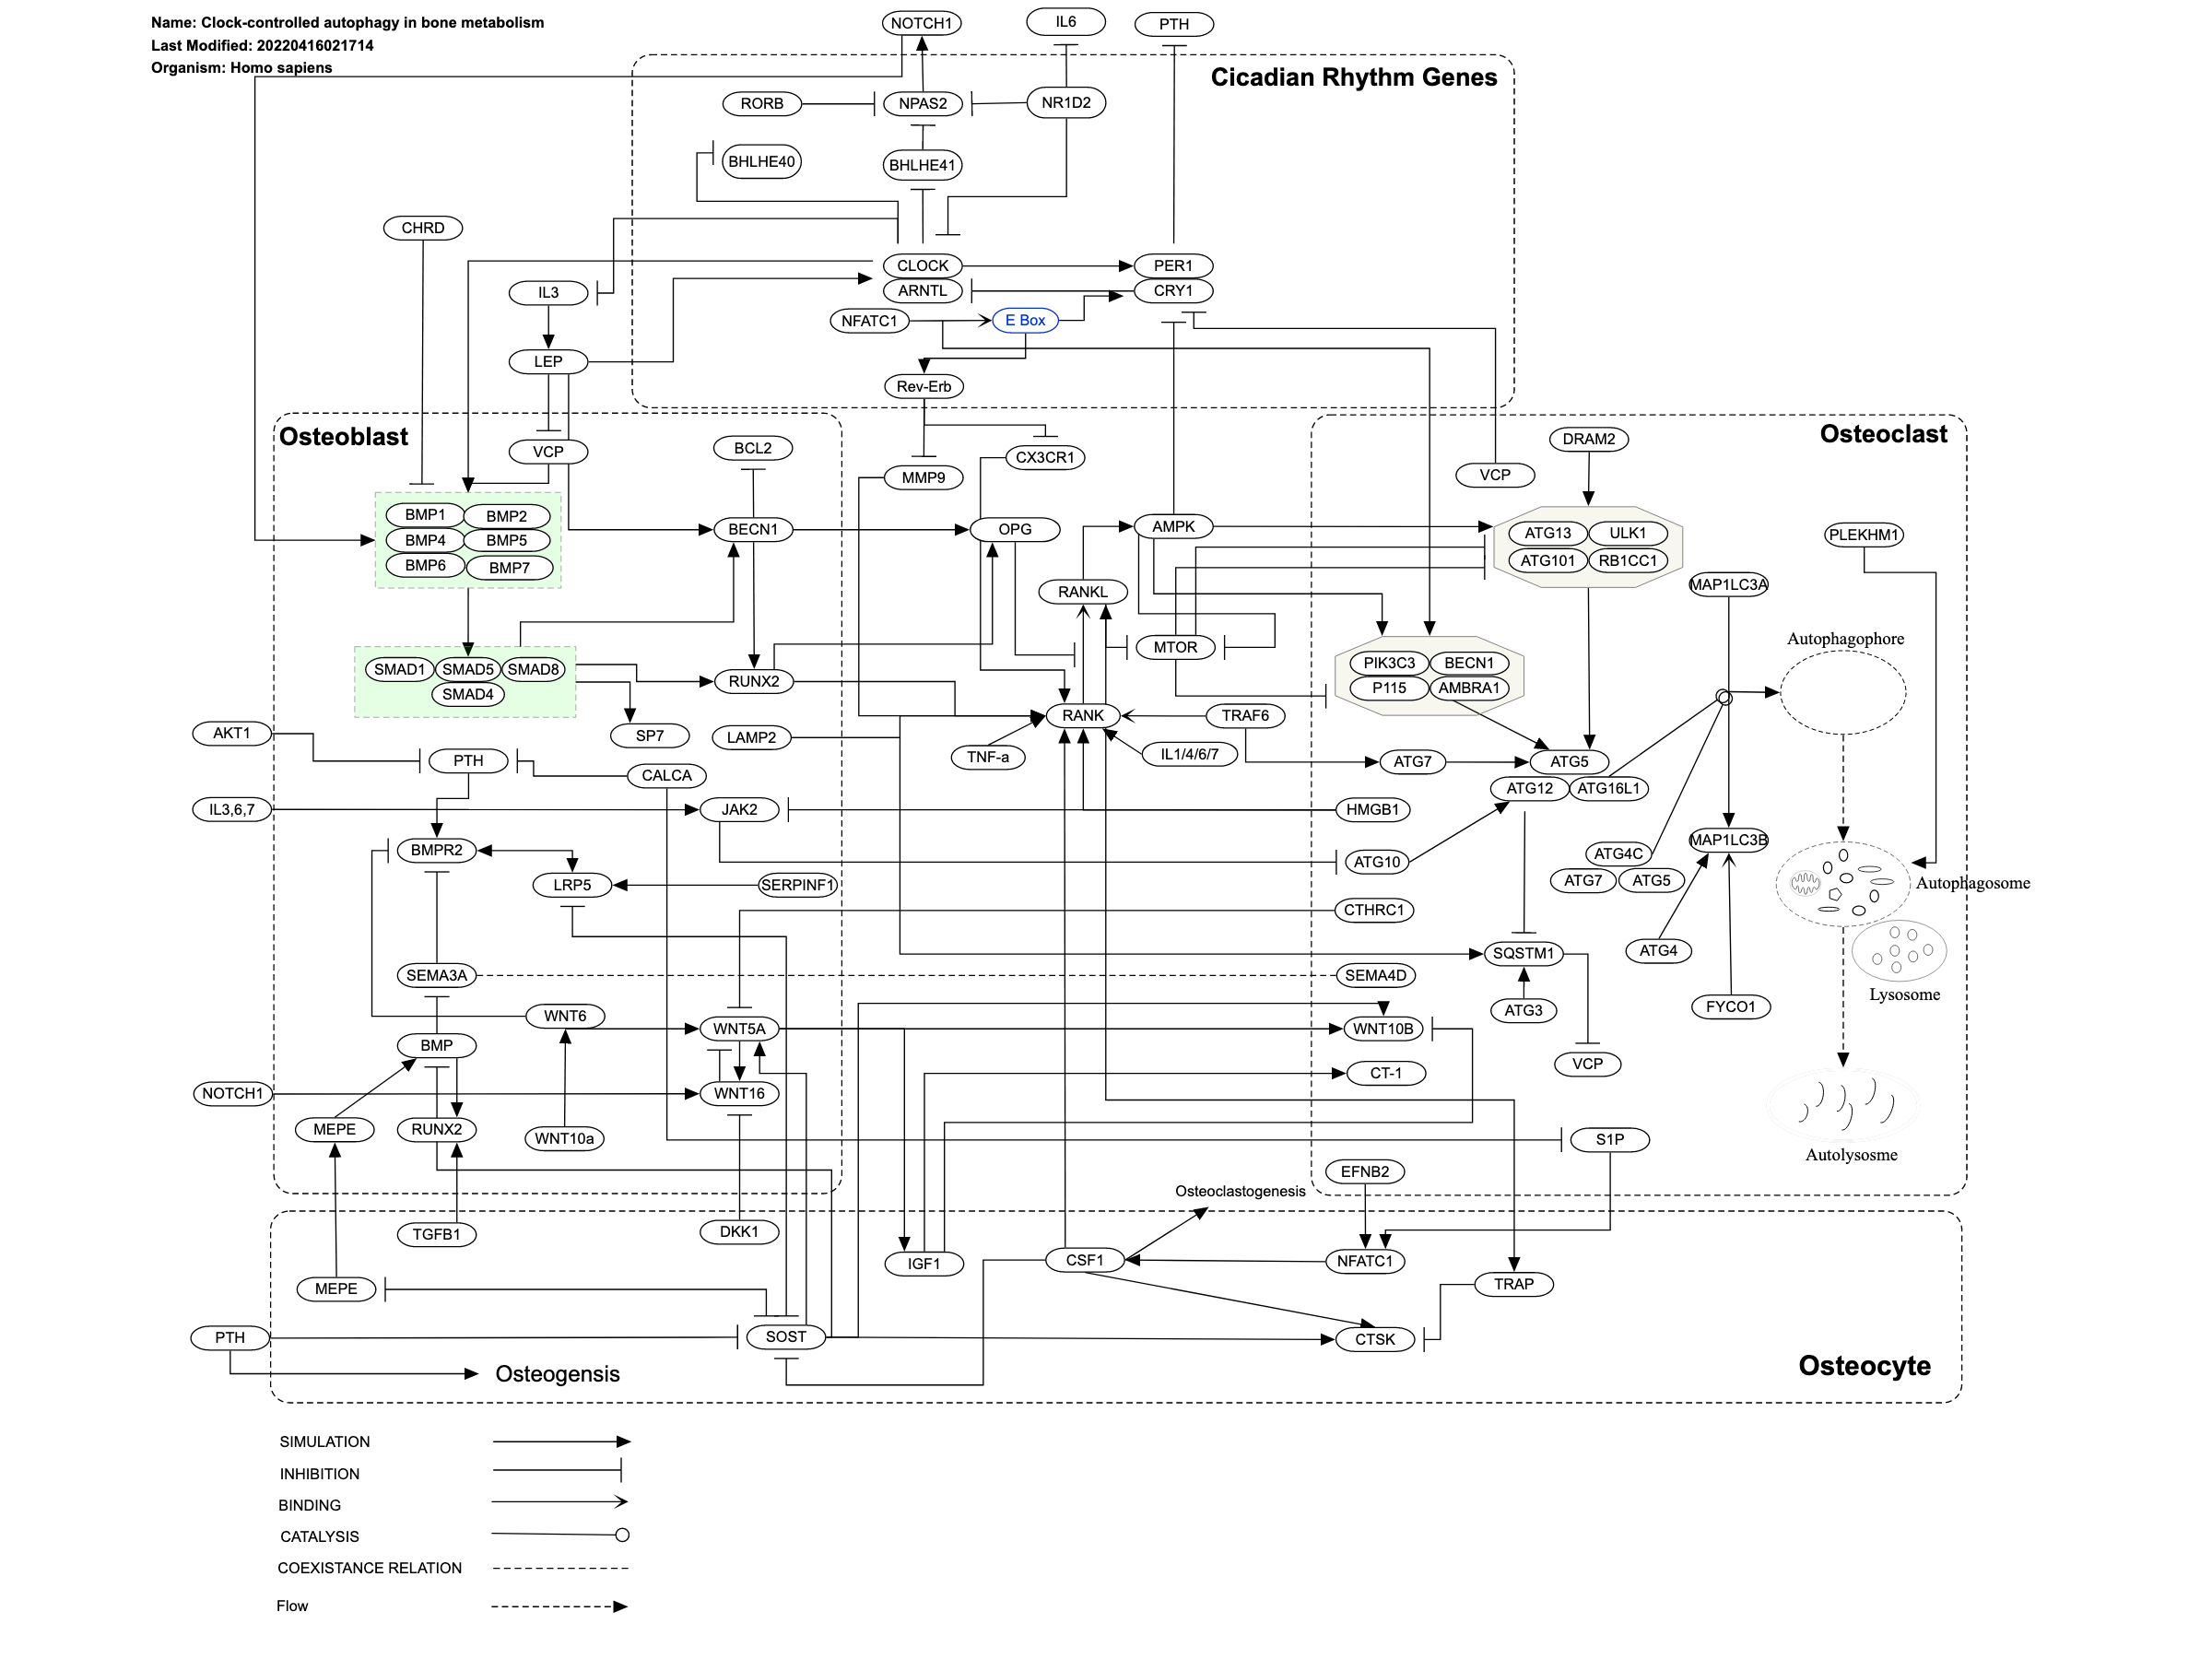 Name: Clock-controlled autophagy in bone metabolism
Last Modified: 20220416021714
Organism: Homo sapiens
NOTCH1
IL6
PTH
Cicadian Rhythm Genes
RORB
NPAS2
NR1D2
BHLHE40
BHLHE41
CHRD
CLOCK
PER1
ARNTL
CRY1
IL3
NFATC1
E Box
LEP
Rev-Erb
Osteoblast
Osteoclast
BCL2
DRAM2
VCP
CX3CR1
MMP9
VCP
BMP1
BMP2
BMP4
BMP5
BMP6
BMP7
BECN1
OPG
AMPK
ATG13
ULK1
ATG101
RB1CC1
PLEKHM1
RANKL
MAP1LC3A
Autophagophore
MTOR
SMAD1
SMAD5
SMAD8
SMAD4
RUNX2
PIK3C3
BECN1
P115
AMBRA1
AKT1
SP7
LAMP2
RANK
TRAF6
TNF-a
IL1/4/6/7
PTH
CALCA
ATG7
ATG5
ATG12
ATG16L1
IL3,6,7
JAK2
HMGB1
BMPR2
ATG10
MAP1LC3B
ATG4C
ATG7
ATG5
LRP5
SERPINF1
Autophagosome
CTHRC1
SEMA3A
SEMA4D
SQSTM1
ATG4
Lysosome
WNT6
ATG3
FYCO1
BMP
WNT5A
WNT10B
VCP
CT-1
NOTCH1
WNT16
MEPE
RUNX2
WNT10a
S1P
Autolysosme
EFNB2
Osteoclastogenesis
TGFB1
DKK1
IGF1
CSF1
NFATC1
MEPE
TRAP
PTH
SOST
CTSK
Osteogensis
Osteocyte
SIMULATION
INHIBITION
BINDING
CATALYSIS
COEXISTANCE RELATION
Flow